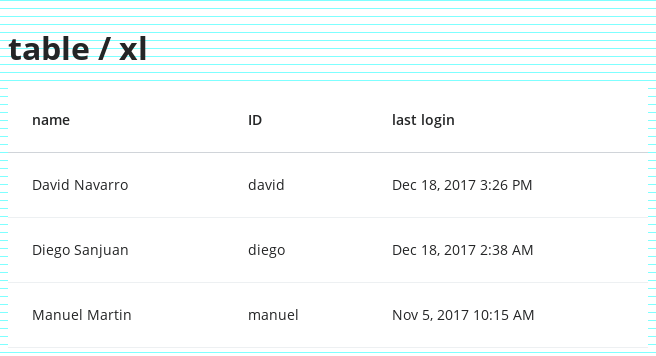 table / xl
name ID last login
David Navarro david Dec 18, 2017 3:26 PM
Diego Sanjuan diego Dec 18, 2017 2:38 AM
Manuel Martin manuel Nov 5, 2017 10:15 AM